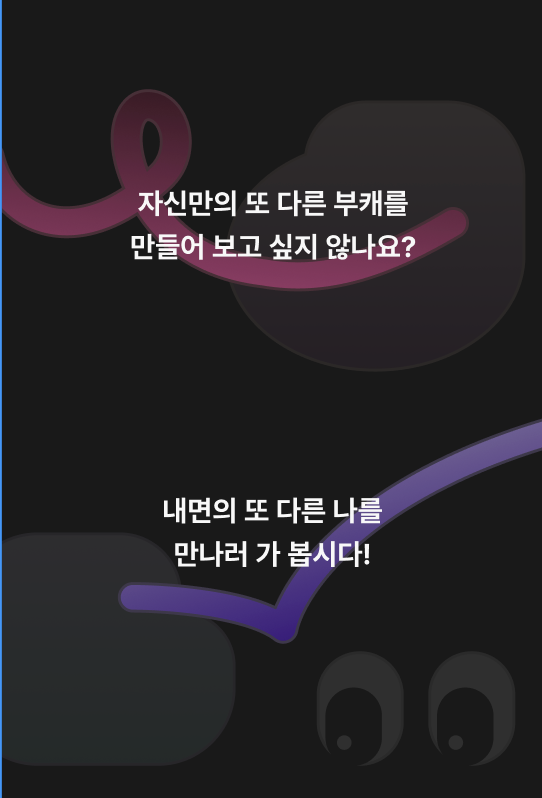 자신만의 또 다른 부캐를
만들어 보고 싶지 않나요?
내면의 또 다른 나를
만나러 가 봅시다!